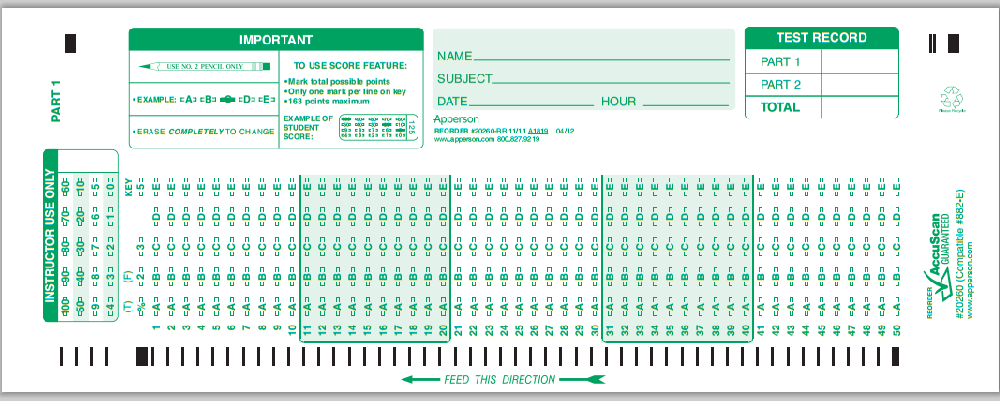 IMPORTANT
USE NO. 2 PENCIL ONLY
• EXAMPLE: A B D E
• ERASE COMPLETELY TO CHANGE
TO USE SCORE FEATURE:
• Mark total possible points
• Only one mark per line on key
• 163 points maximum
EXAMPLE OF
STUDENT
SCORE:
125
NAME
SUBJECT
DATE HOUR
Apperson
www.apperson.com 800.827.9219
TEST RECORD
PART 1
PART 2
TOTAL
Please Recycle
PART 1
INSTRUCTOR USE ONLY
60 10 5 0
70 20 6 1
80 30 7 2
90 40 8 3
100 50 9 4
KEY
5 E E E E E E E E E E E E E E E E E E E E E E E E E E E E E E E E E E E E E E E E E E E E E E E E E E
D D D D D D D D D D D D D D D D D D D D D D D D D D D D D D D D D D D D D D D D D D D D D D D D D D
3 C C C C C C C C C C C C C C C C C C C C C C C C C C C C C C C C C C C C C C C C C C C C C C C C C C
(F) 2 B B B B B B B B B B B B B B B B B B B B B B B B B B B B B B B B B B B B B B B B B B B B B B B B B B
(T) % A A A A A A A A A A A A A A A A A A A A A A A A A A A A A A A A A A A A A A A A A A A A A A A A A A
1 2 3 4 5 6 7 8 9 10 11 12 13 14 15 16 17 18 19 20 21 22 23 24 25 26 27 28 29 30 31 32 33 34 35 36 37 38 39 40 41 42 43 44 45 46 47 48 49 50
FEED THIS DIRECTION
REORDER
AccuScan
GUARANTEED
#20260 (Compatible #882-E)
www.apperson.com